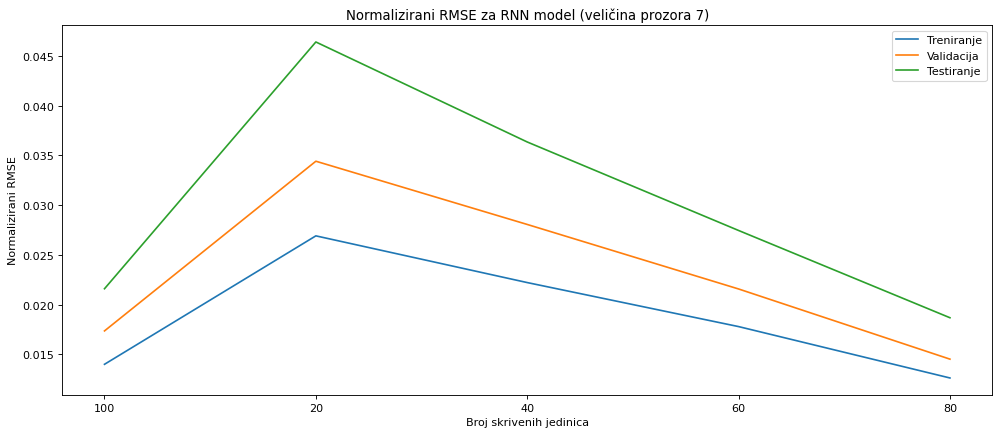 Normalizirani RMSE za RNN model (veličina prozora 7)
Treniranje
Validacija
Testiranje
Normalizirani RMSE
0.045
0.040
0.035
0.030
0.025
0.020
0.015
100 20 40 60 80
Broj skrivenih jedinica